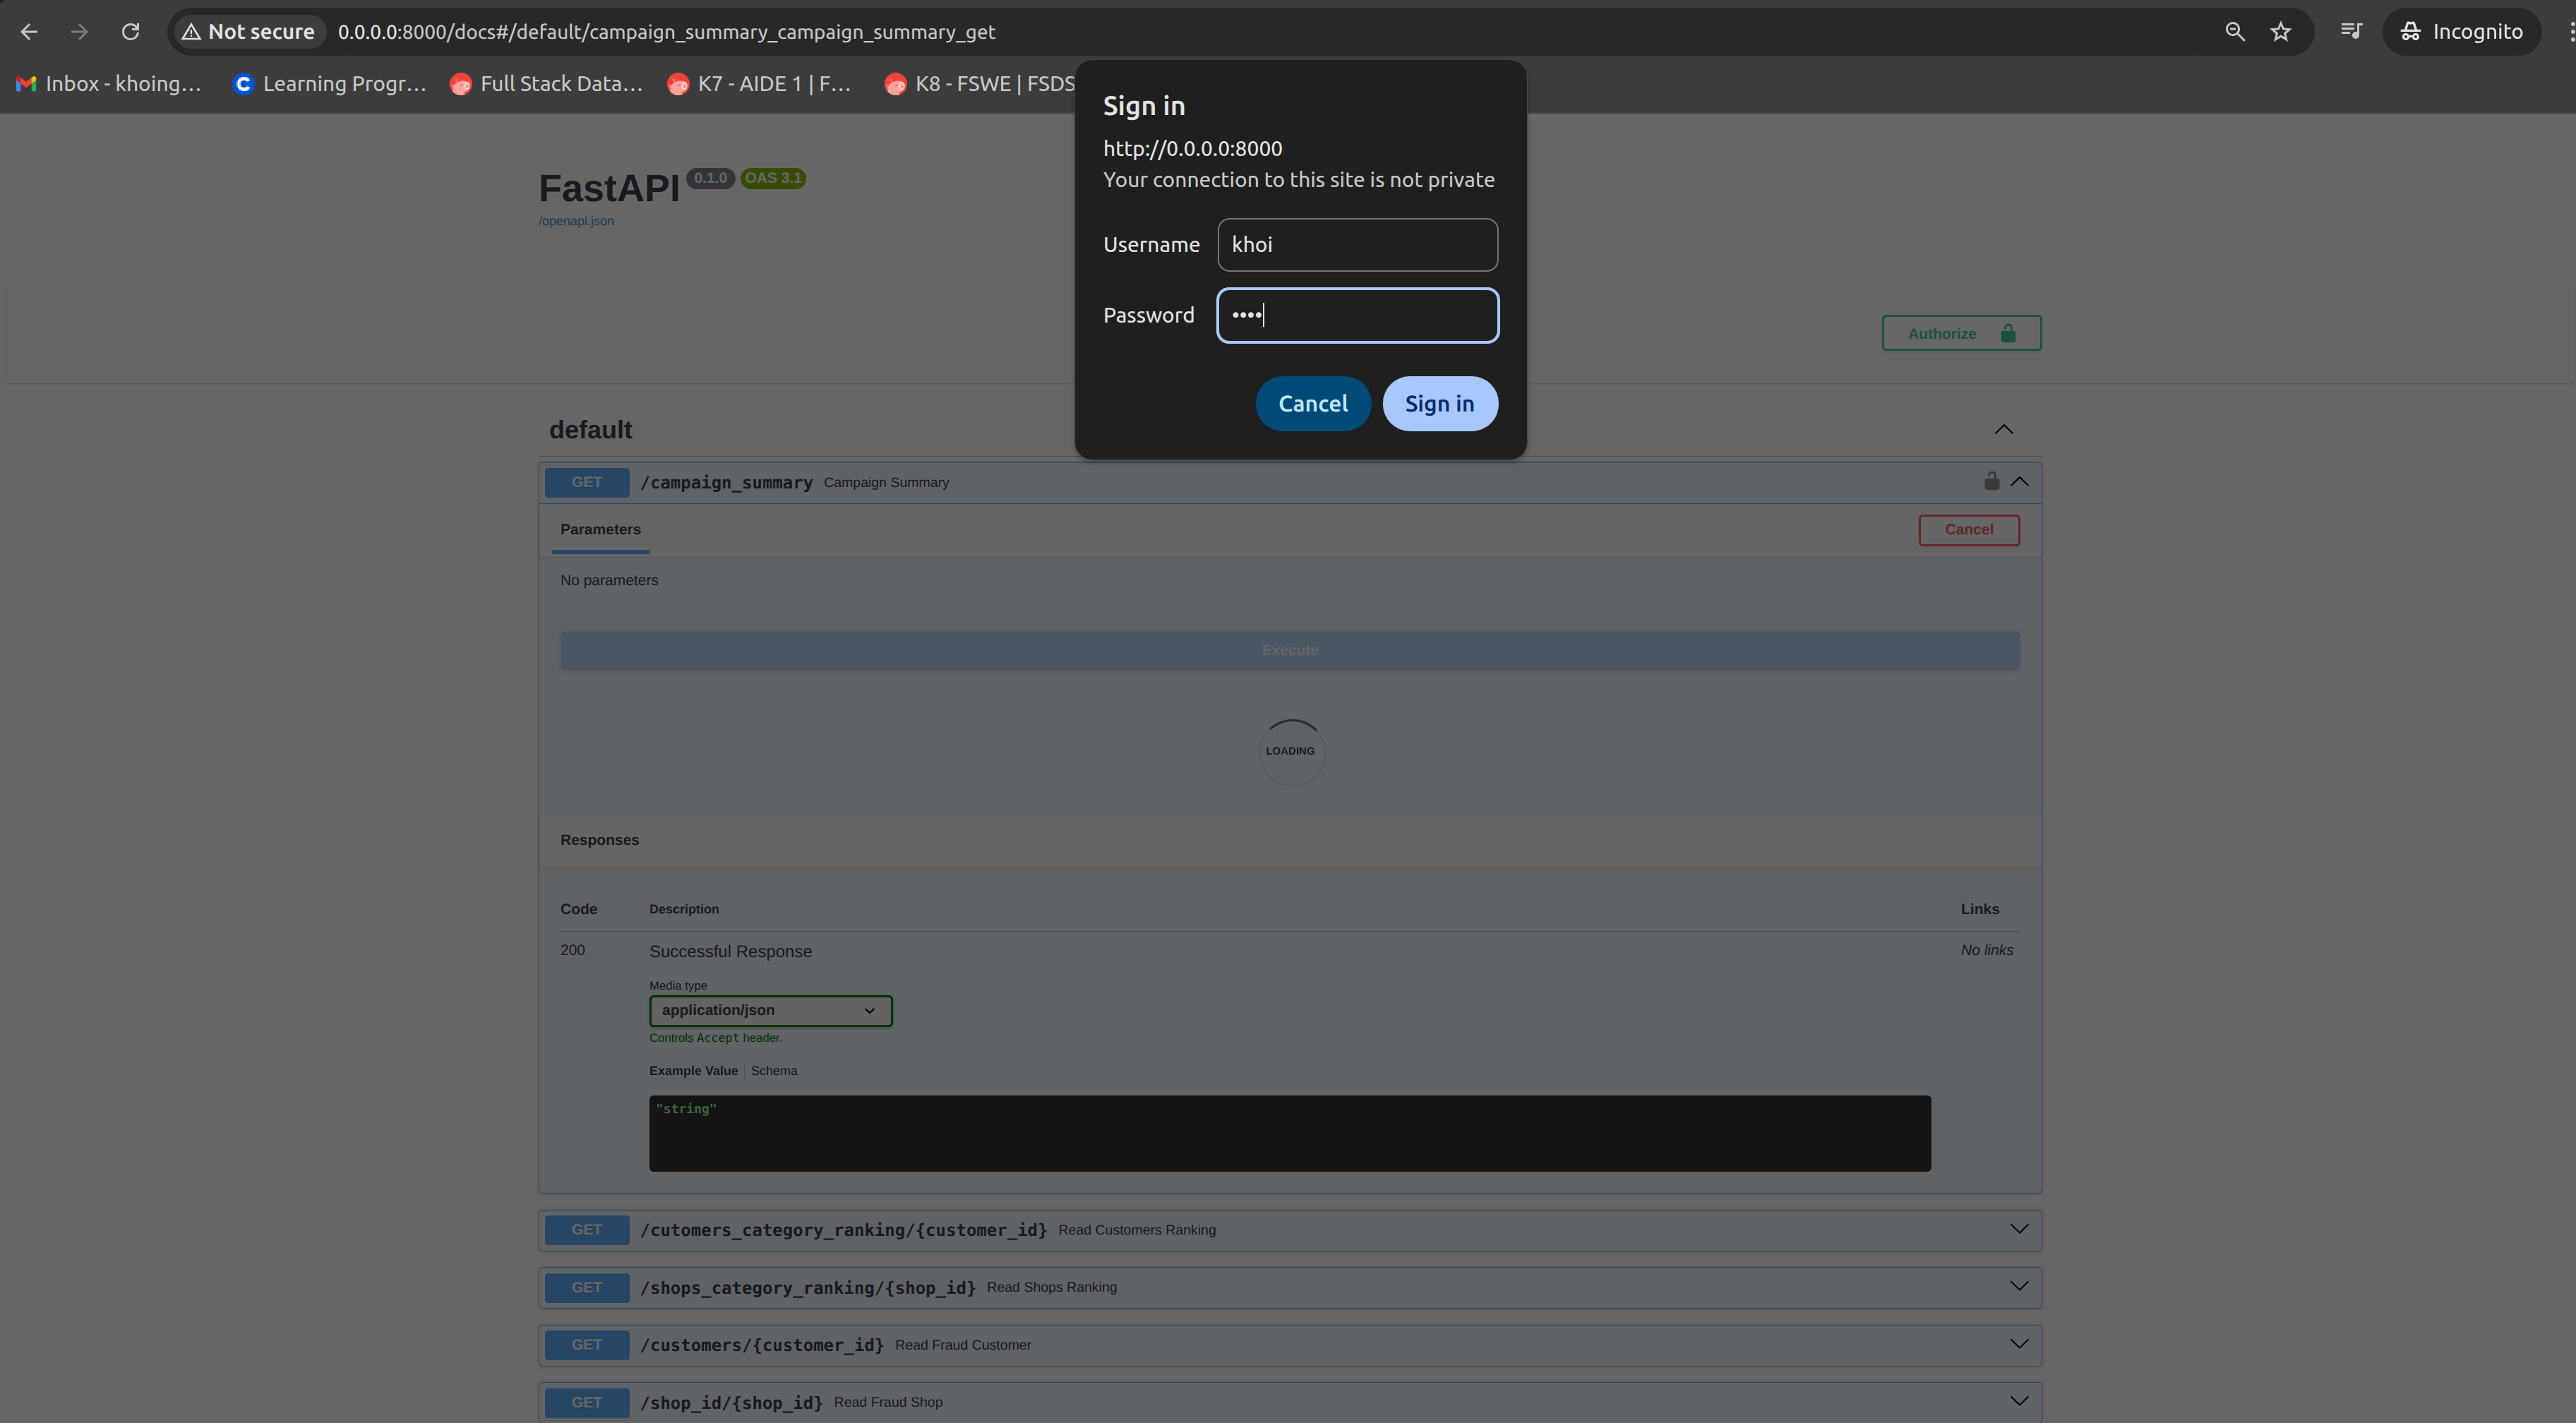 Not secure 0.0.0.0:8000/docs#/default/campaign_summary_campaign_summary_get Incognito
Inbox - khoing... Learning Progr... Full Stack Data... K7 - AIDE 1 | F... K8 - FSWE | FSDS
Sign in
http://0.0.0.0:8000
Your connection to this site is not private
Username khoi
Password ••••
Cancel Sign in
FastAPI 0.1.0 OAS 3.1
/openapi.json
Authorize
default
GET /campaign_summary Campaign Summary
Parameters Cancel
No parameters
Execute
LOADING
Responses
Code Description Links
200 Successful Response No links
Media type
application/json
Controls Accept header.
Example Value Schema
"string"
GET /cutomers_category_ranking/{customer_id} Read Customers Ranking
GET /shops_category_ranking/{shop_id} Read Shops Ranking
GET /customers/{customer_id} Read Fraud Customer
GET /shop_id/{shop_id} Read Fraud Shop